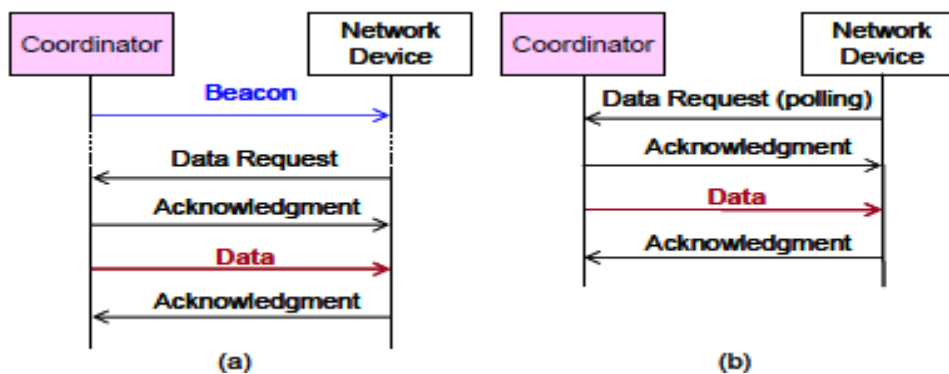 Coordinator
Network
Device
Beacon
Data Request
Acknowledgment
Data
Acknowledgment
(a)
Coordinator
Network
Device
Data Request (polling)
Acknowledgment
Data
Acknowledgment
(b)